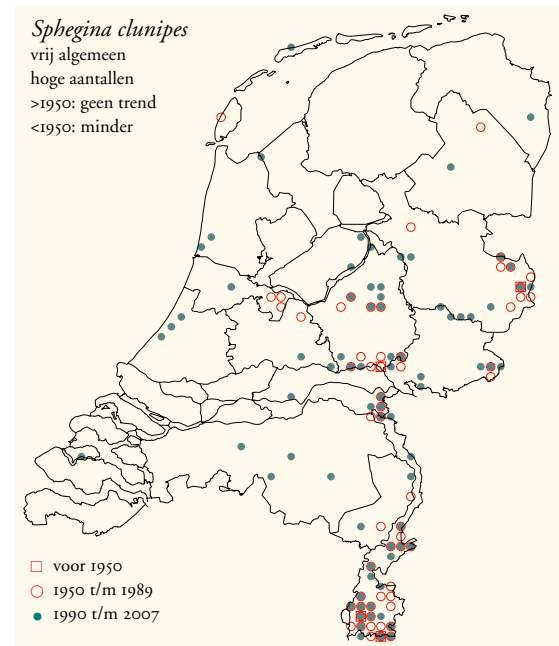 Sphegina clunipes
vrij algemeen
hoge aantallen
>1950: geen trend
<1950: minder
voor 1950
1950 t/m 1989
1990 t/m 2007